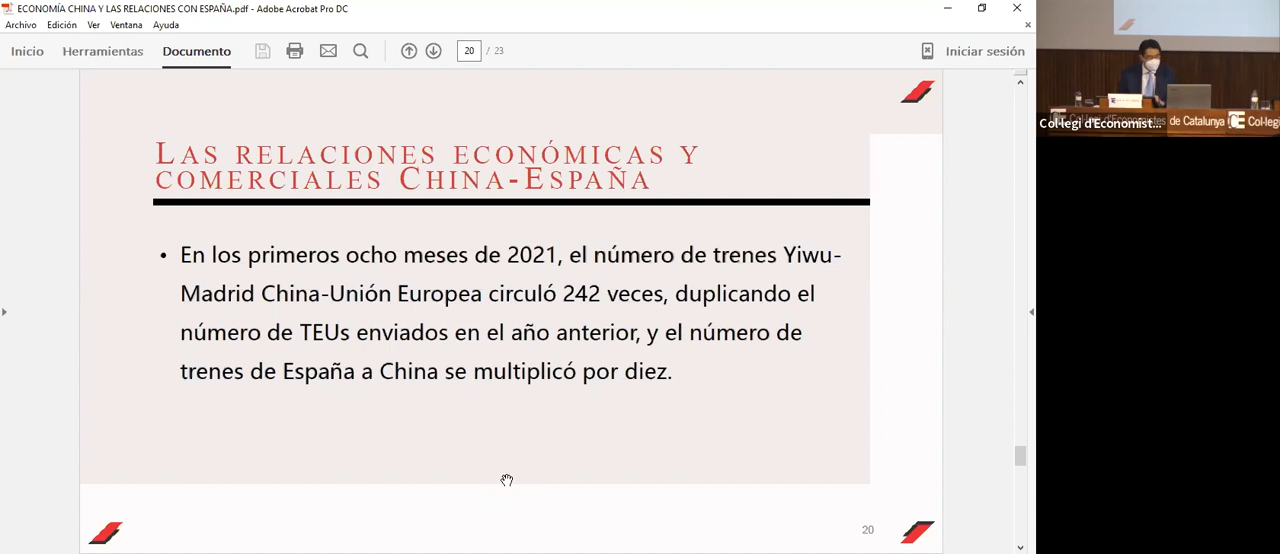 ECONOMÍA CHINA Y LAS RELACIONES CON ESPAÑA.pdf - Adobe Acrobat Pro DC
Archivo Edición Ver Ventana Ayuda
Inicio Herramientas Documento 20 / 23 Iniciar sesión
LAS RELACIONES ECONÓMICAS Y
COMERCIALES CHINA-ESPAÑA
• En los primeros ocho meses de 2021, el número de trenes Yiwu-
Madrid China-Unión Europea circuló 242 veces, duplicando el
número de TEUs enviados en el año anterior, y el número de
trenes de España a China se multiplicó por diez.
20
Col·legi d'Economistes de Catalunya Col·legi
Col·legi d'Economist...